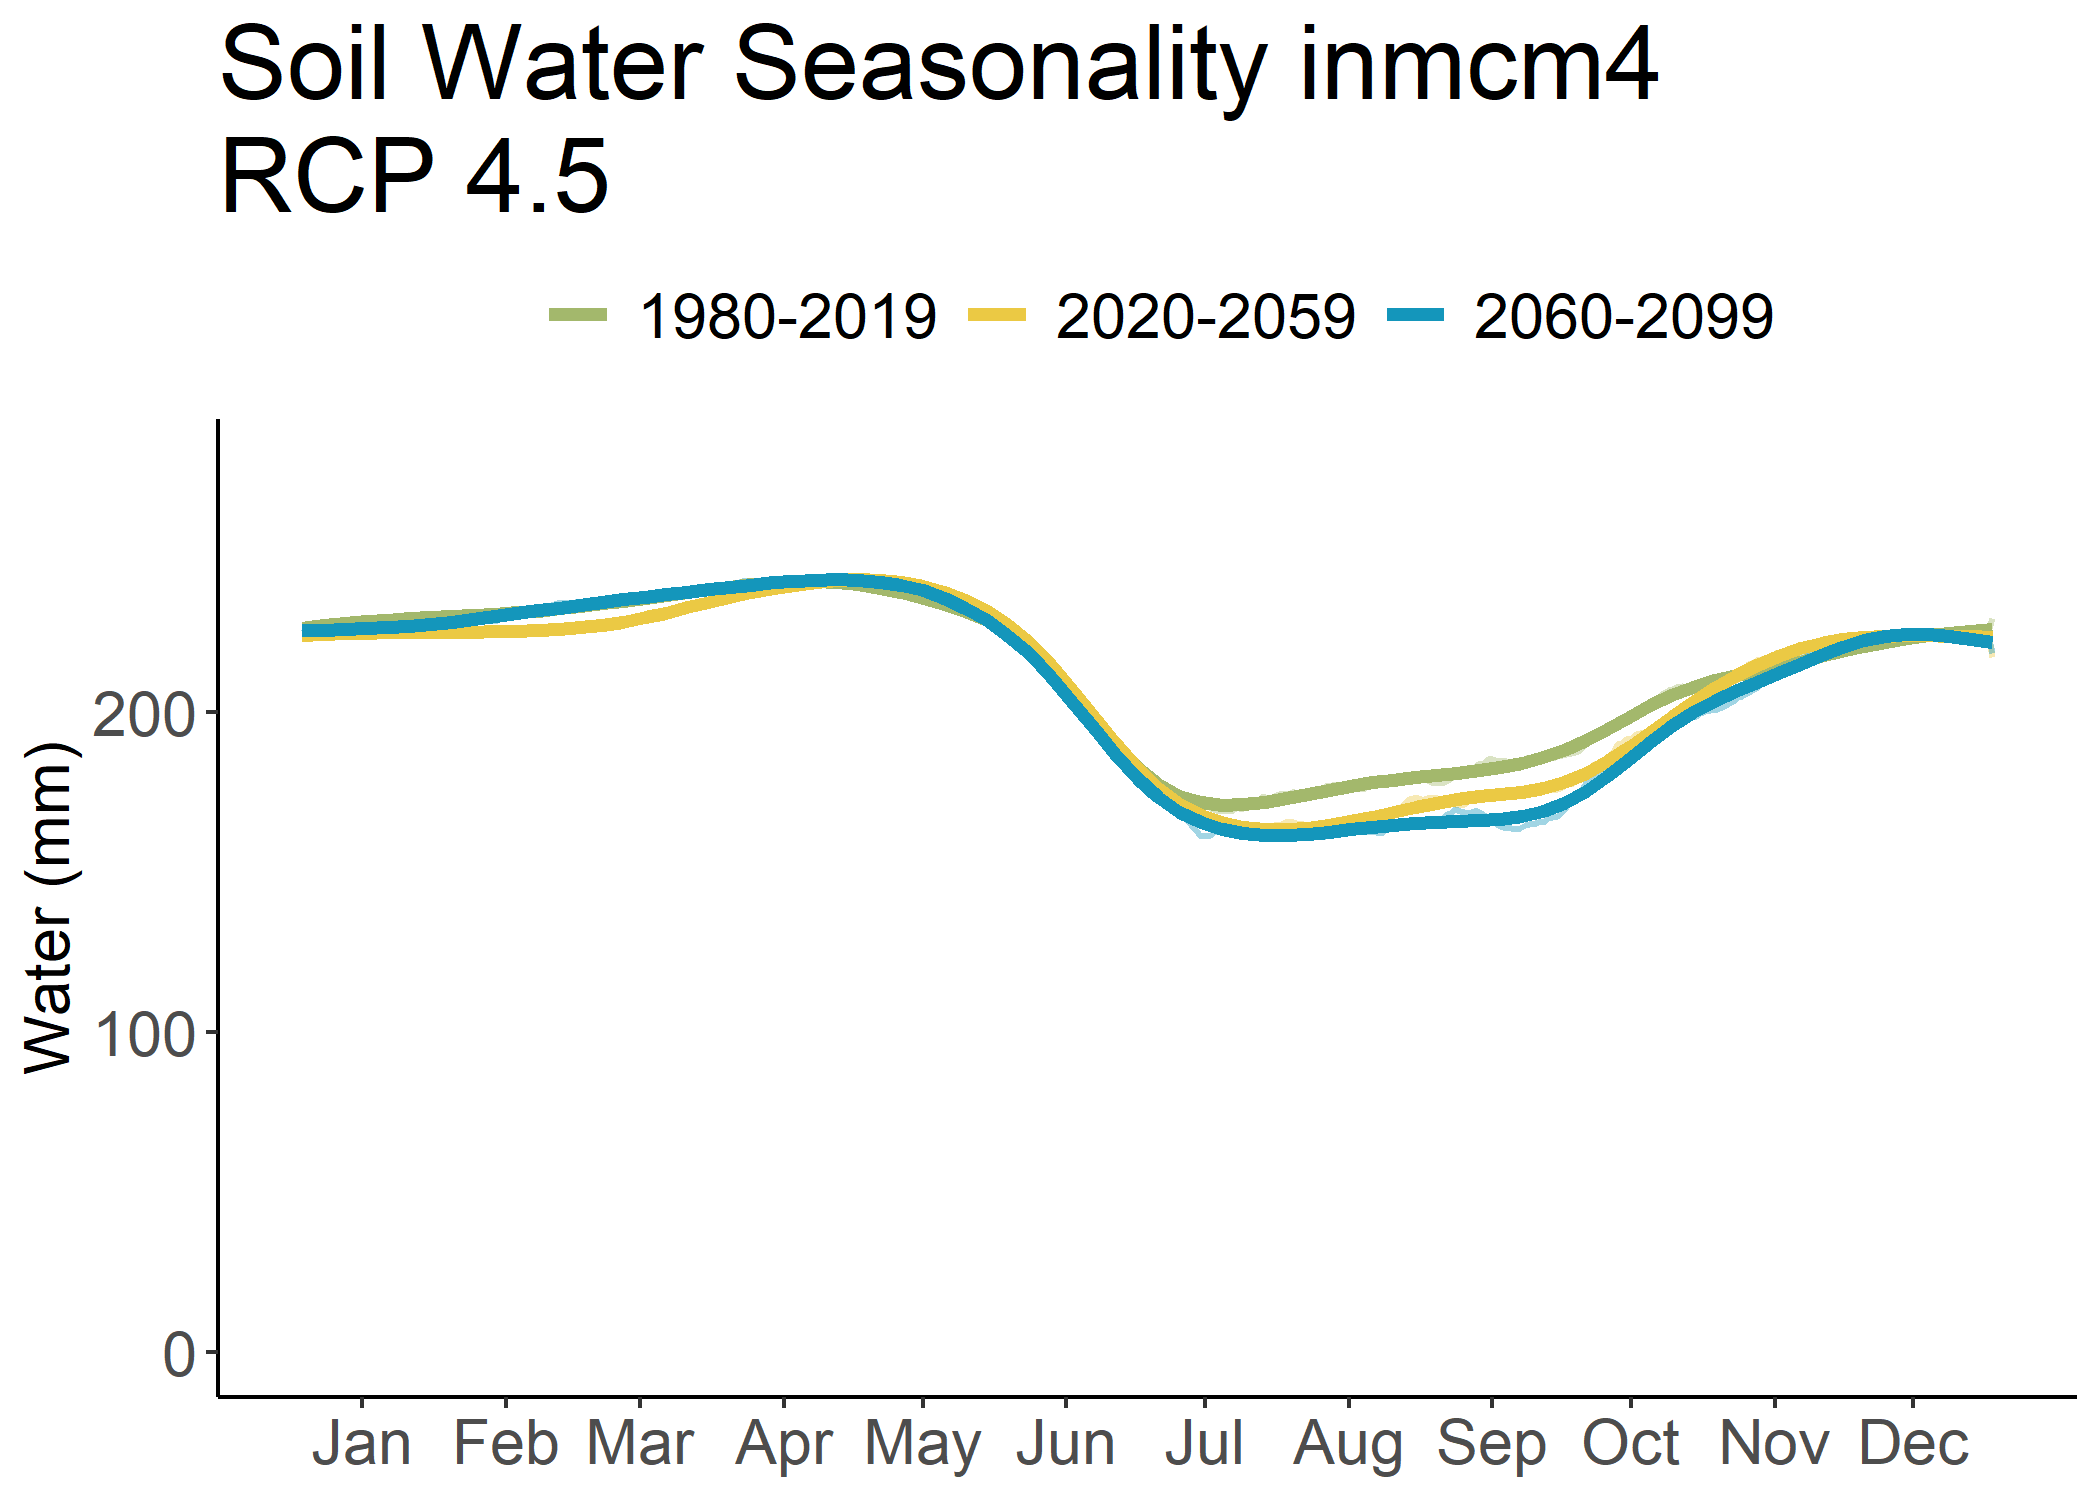 Soil Water Seasonality inmcm4
RCP 4.5
1980-2019 2020-2059 2060-2099
Water (mm)
200
100
0
Jan Feb Mar Apr May Jun Jul Aug Sep Oct Nov Dec